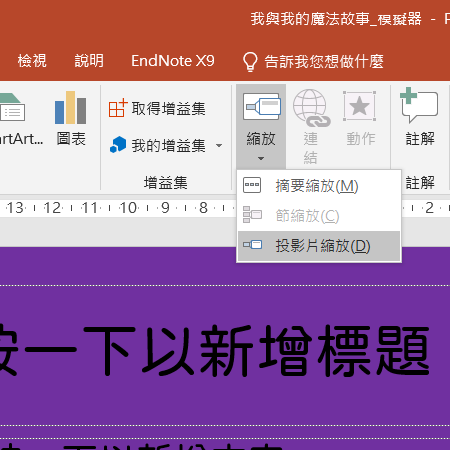 我與我的魔法故事_模擬器 - P
檢視 說明 EndNote X9 告訴我您想做什麼
artArt... 圖表 取得增益集 我的增益集 縮放 連結 動作 註解
增益集 註解
摘要縮放(M)
節縮放(C)
投影片縮放(D)
13 12 11 10 9 8 2
按一下以新增標題